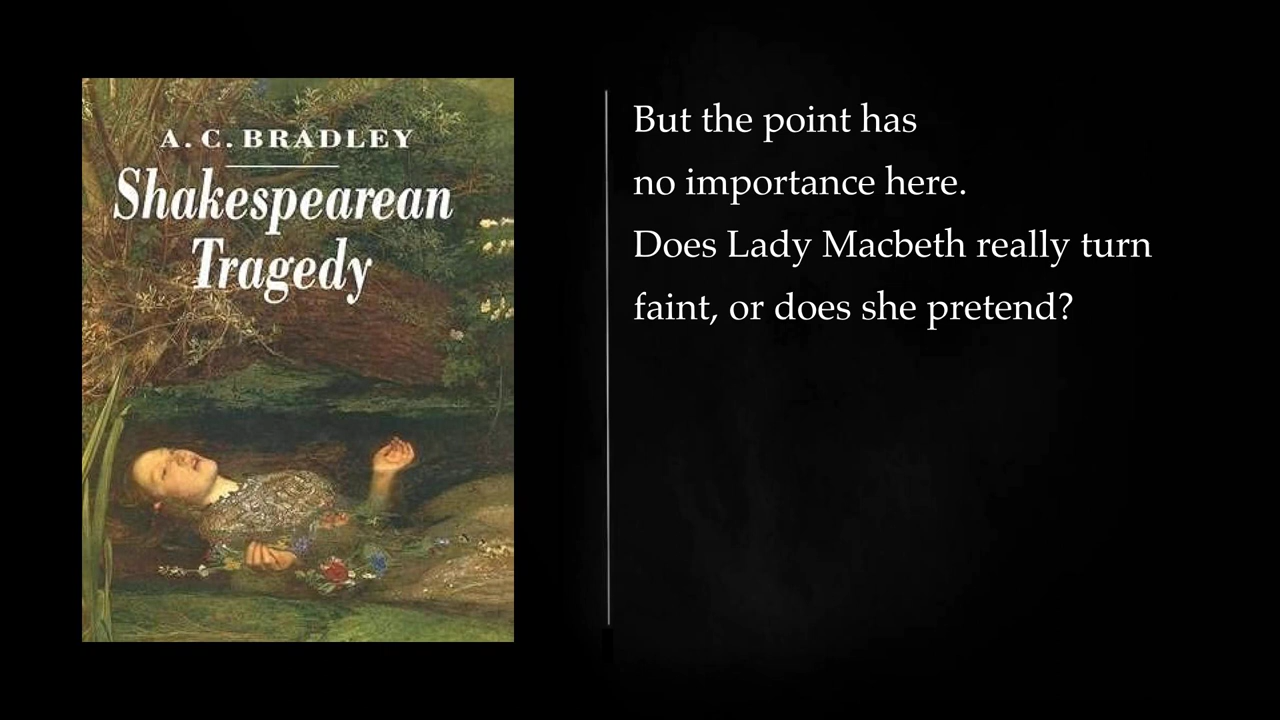 A. C. BRADLEY
Shakespearean
Tragedy
But the point has
no importance here.
Does Lady Macbeth really turn
faint, or does she pretend?